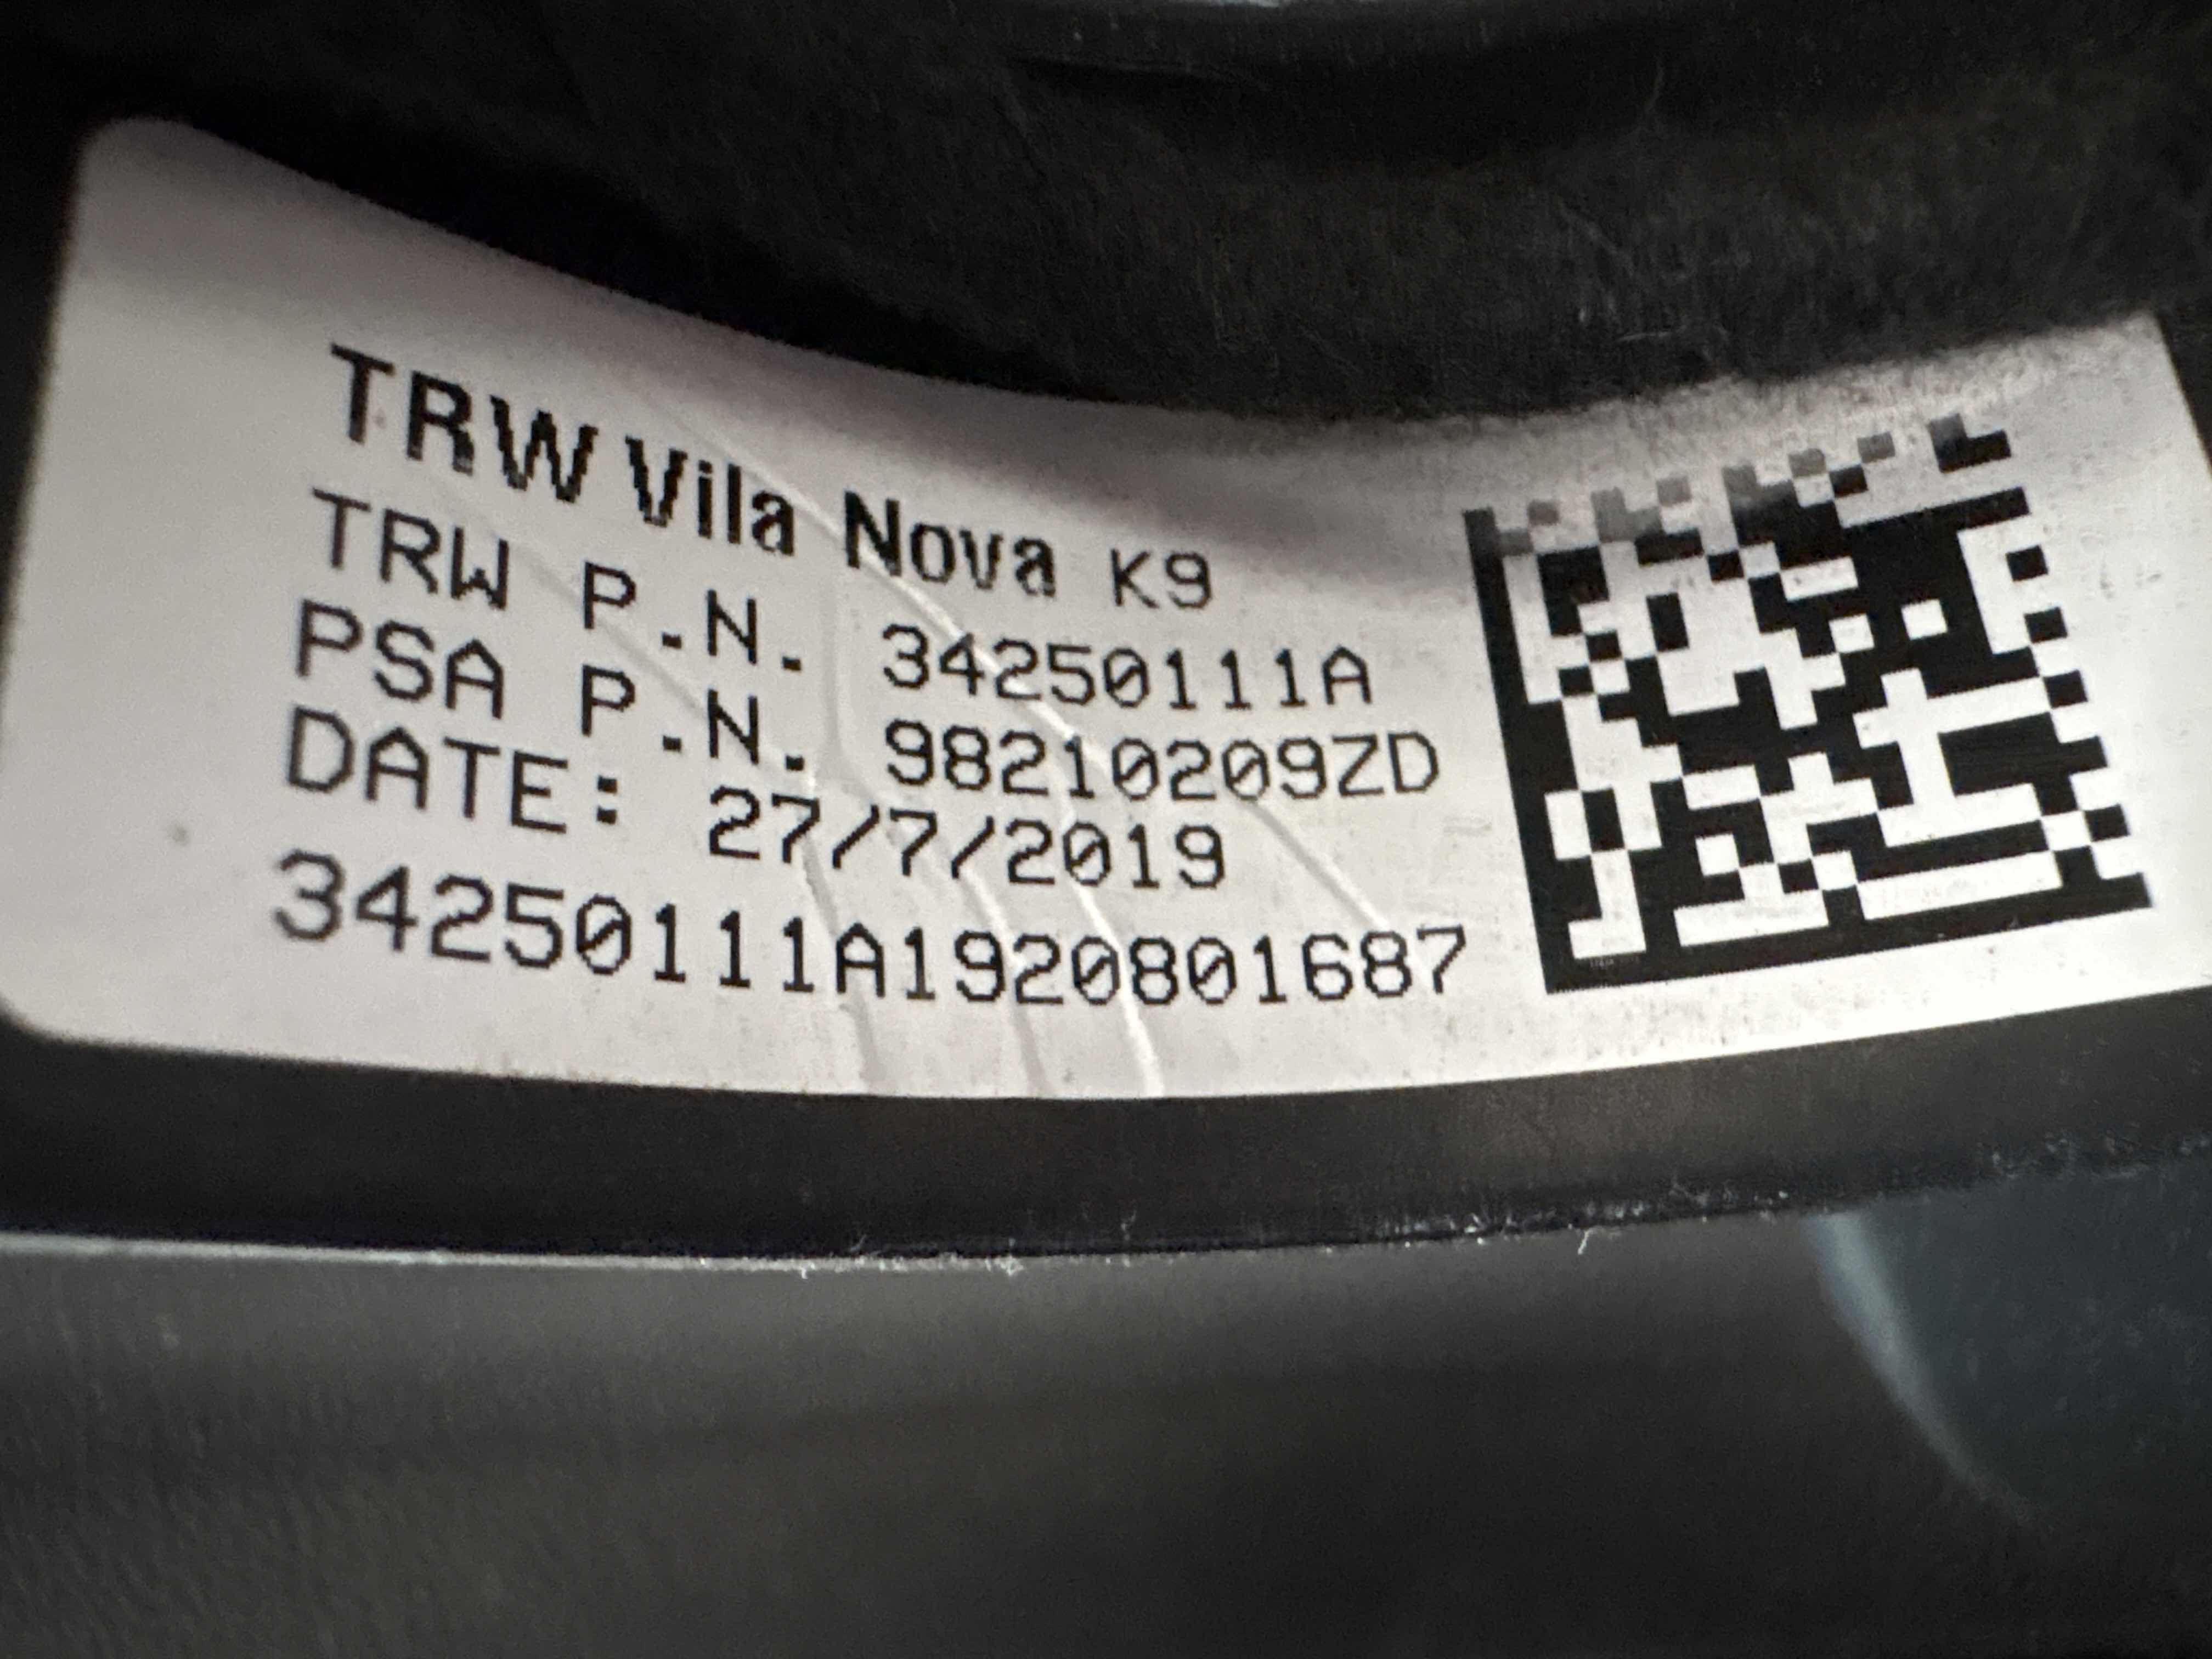 TRW Vila Nova K9
TRW P.N. 34250111A
PSA P.N. 98210209ZD
DATE: 27/7/2019
34250111A1920801687